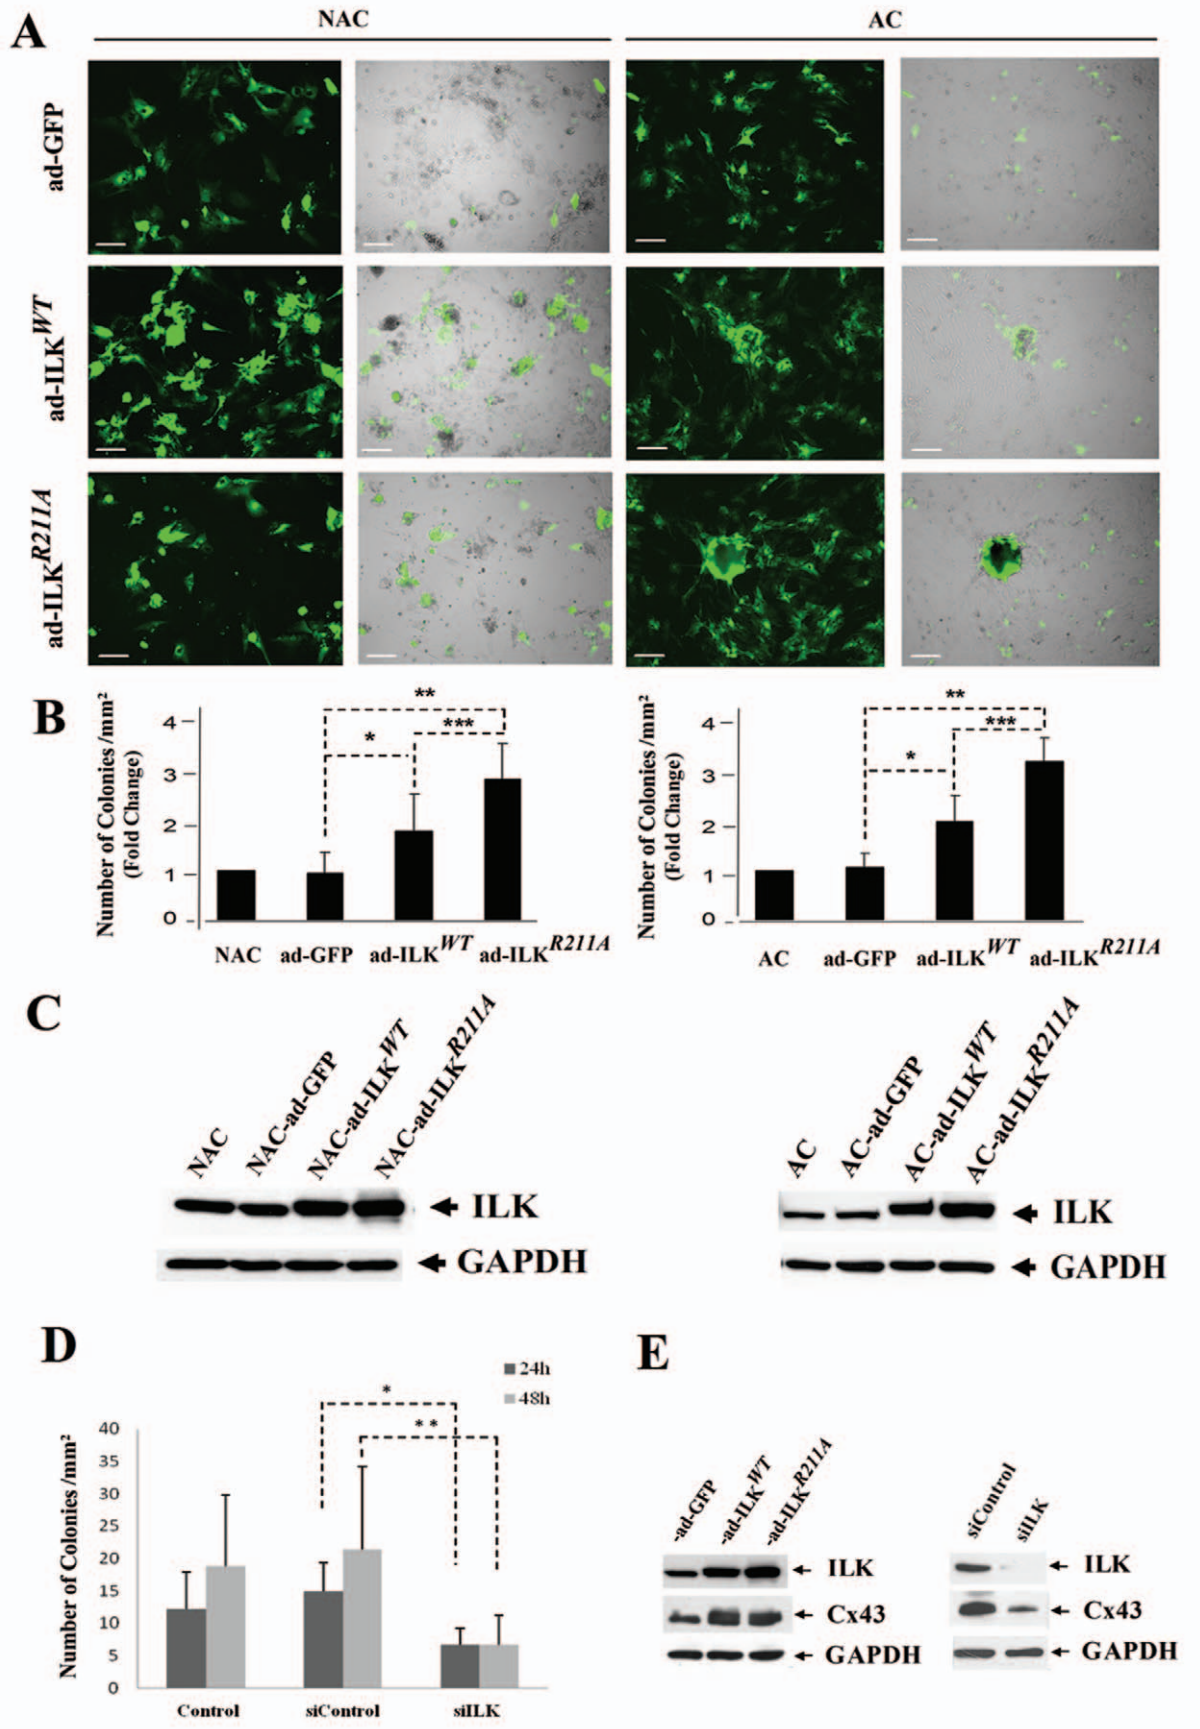 A
NAC
AC
ad-GFP
ad-ILKWT
ad-ILKR211A
B
Number of Colonies /mm²
(Fold Change)
4
3
2
1
0
NAC
ad-GFP
ad-ILKWT
ad-ILKR211A
*
**
***
Number of Colonies /mm²
(Fold Change)
4
3
2
1
0
AC
ad-GFP
ad-ILKWT
ad-ILKR211A
*
**
***
C
NAC
NAC-ad-GFP
NAC-ad-ILKWT
NAC-ad-ILKR211A
ILK
GAPDH
AC
AC-ad-GFP
AC-ad-ILKWT
AC-ad-ILKR211A
ILK
GAPDH
D
24h
48h
*
**
Number of Colonies /mm²
40
35
30
25
20
15
10
5
0
Control
siControl
siILK
E
-ad-GFP
-ad-ILKWT
-ad-ILKR211A
ILK
Cx43
GAPDH
siControl
siILK
ILK
Cx43
GAPDH